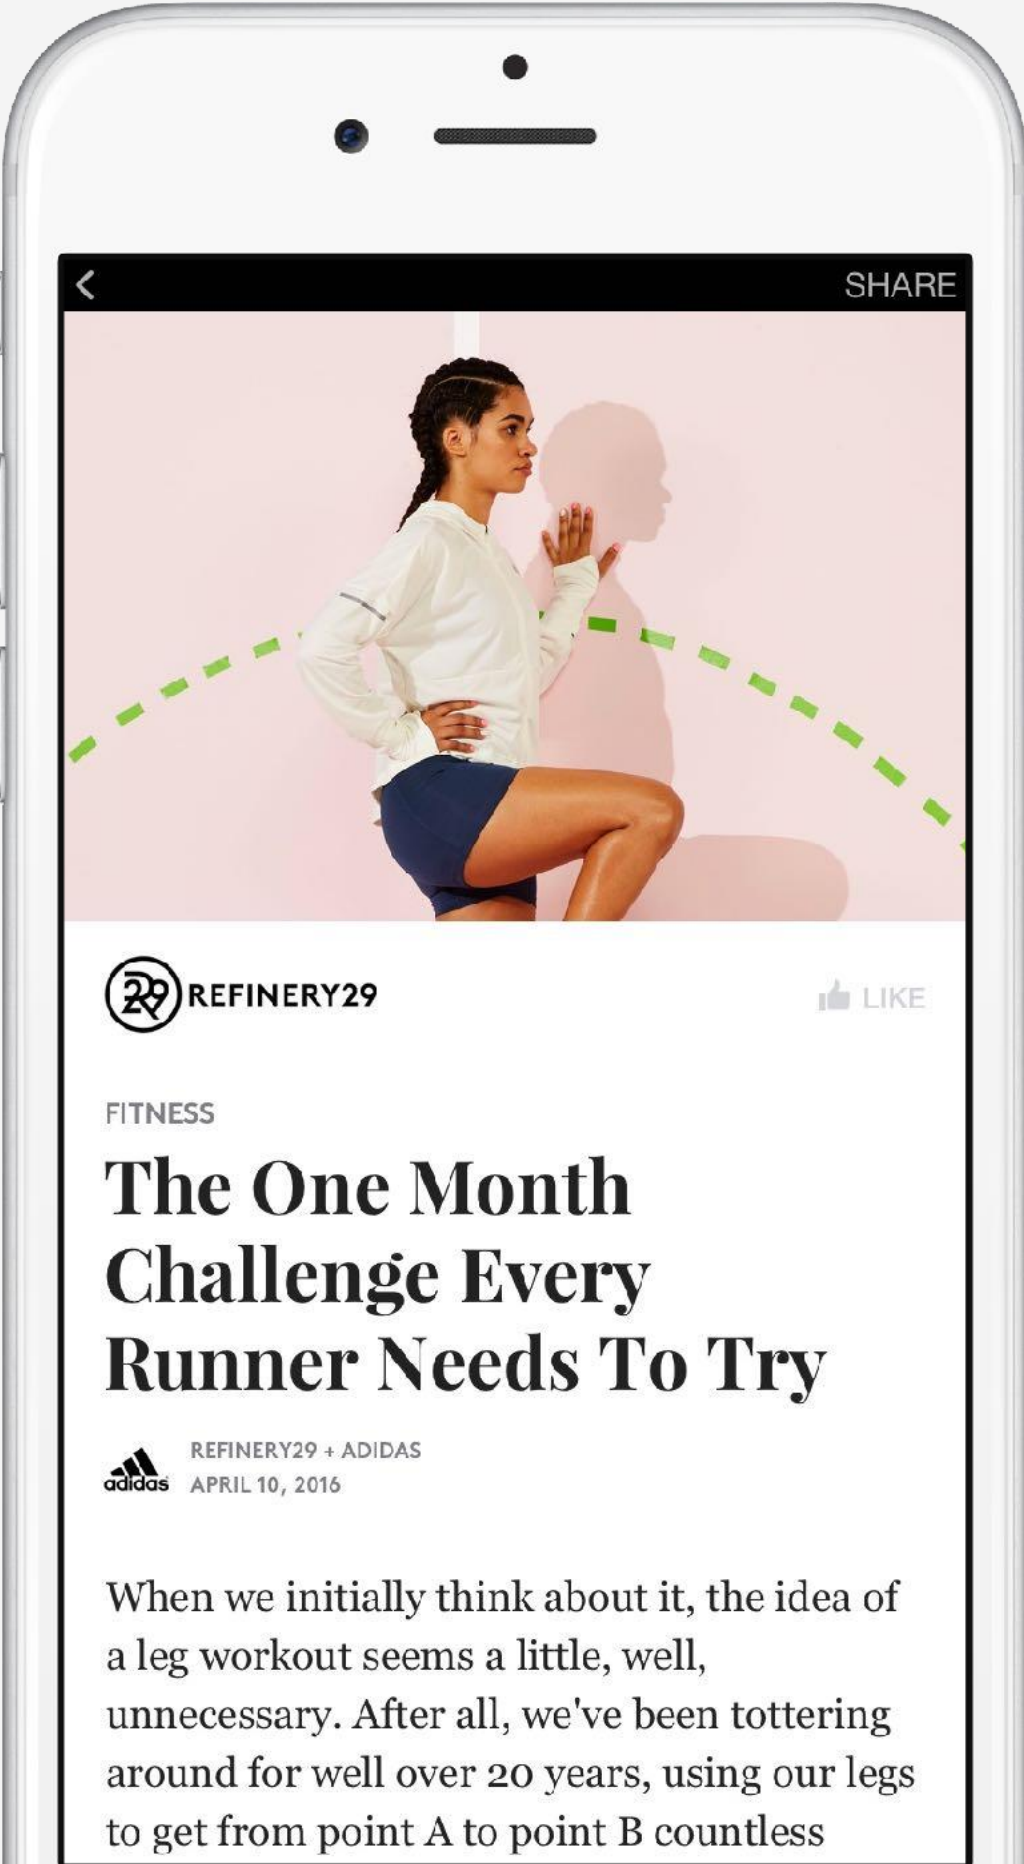 SHARE
29 REFINERY29
LIKE
FITNESS
The One Month
Challenge Every
Runner Needs To Try
REFINERY29 + ADIDAS
adidas
APRIL 10, 2016
When we initially think about it, the idea of
a leg workout seems a little, well,
unnecessary. After all, we've been tottering
around for well over 20 years, using our legs
to get from point A to point B countless